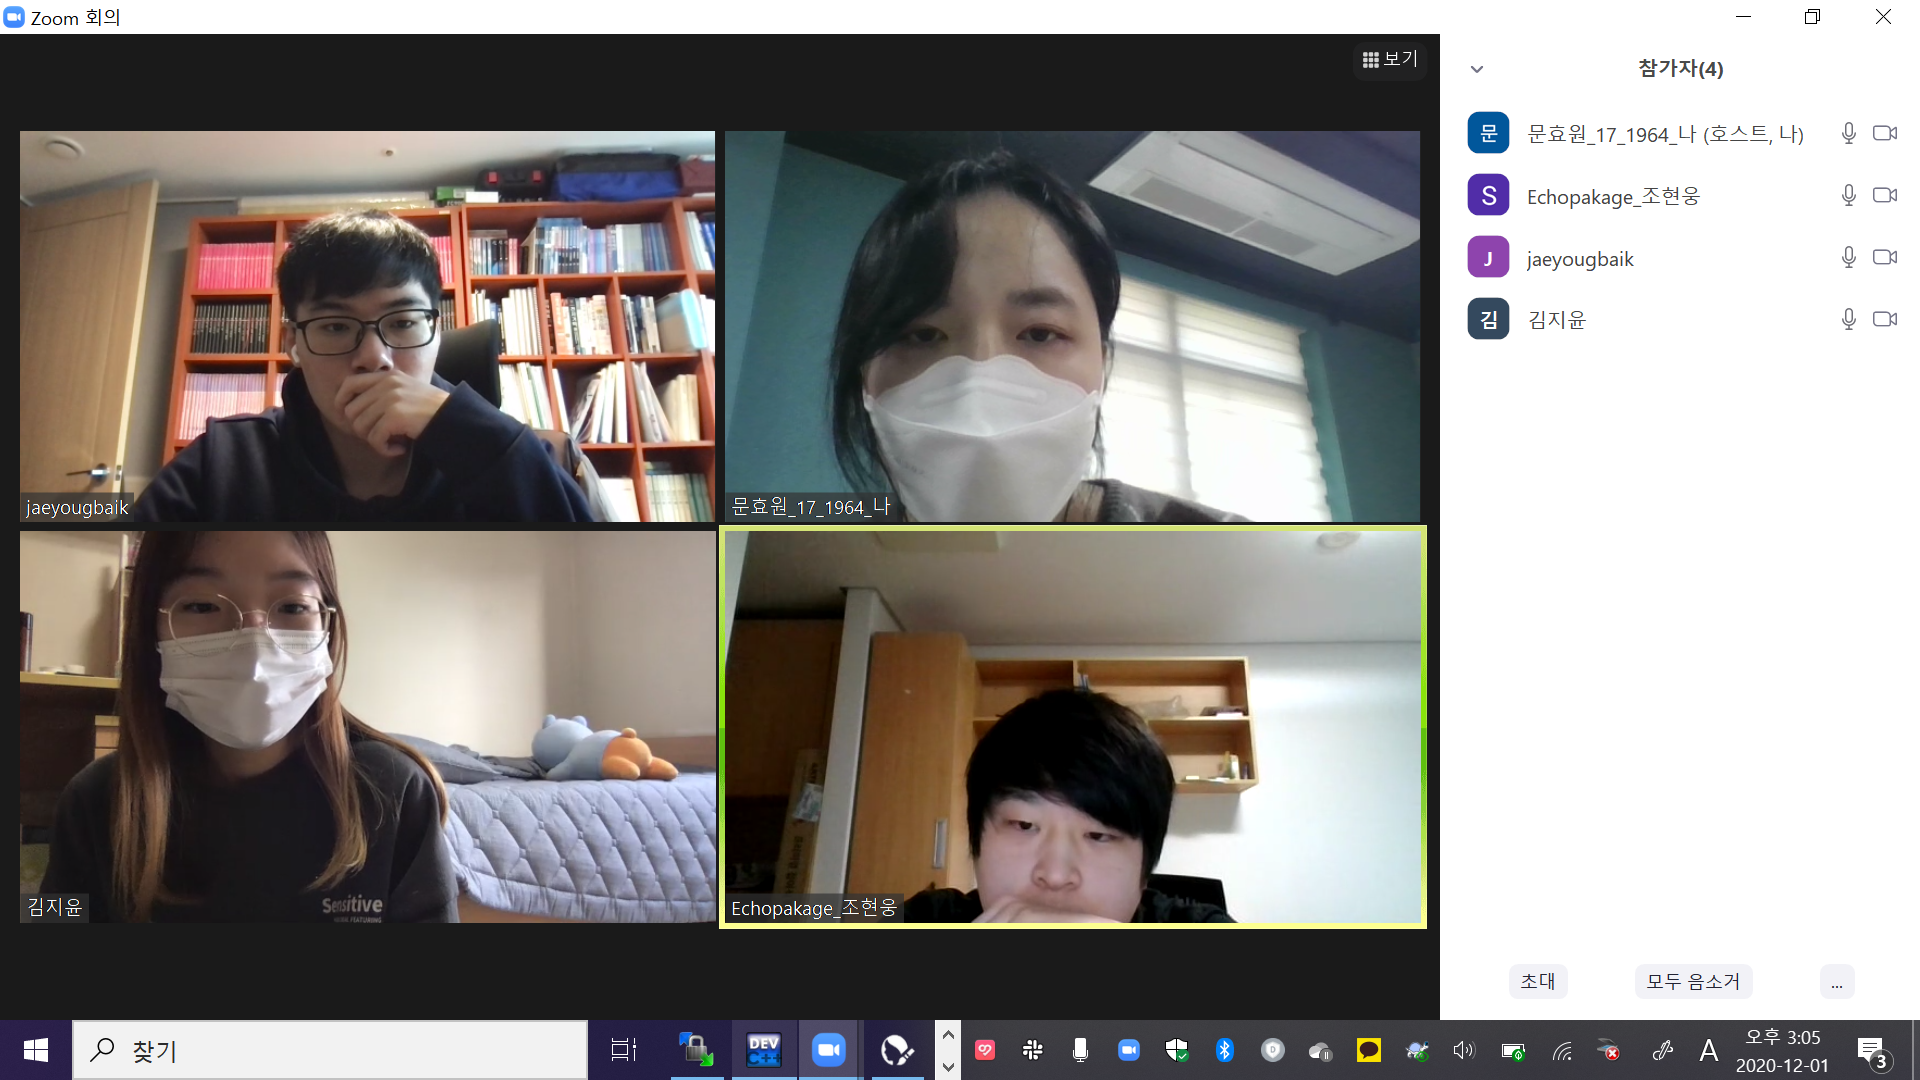 Zoom 회의
보기
jaeyougbaik
문효원_17_1964_나
Sensitive
김지윤
Echopakage_조현웅
참가자(4)
문 문효원_17_1964_나 (호스트, 나)
S Echopakage_조현웅
J jaeyougbaik
김 김지윤
초대 모두 음소거 ...
찾기
DEV
C++
D
A
오후 3:05
2020-12-01
3